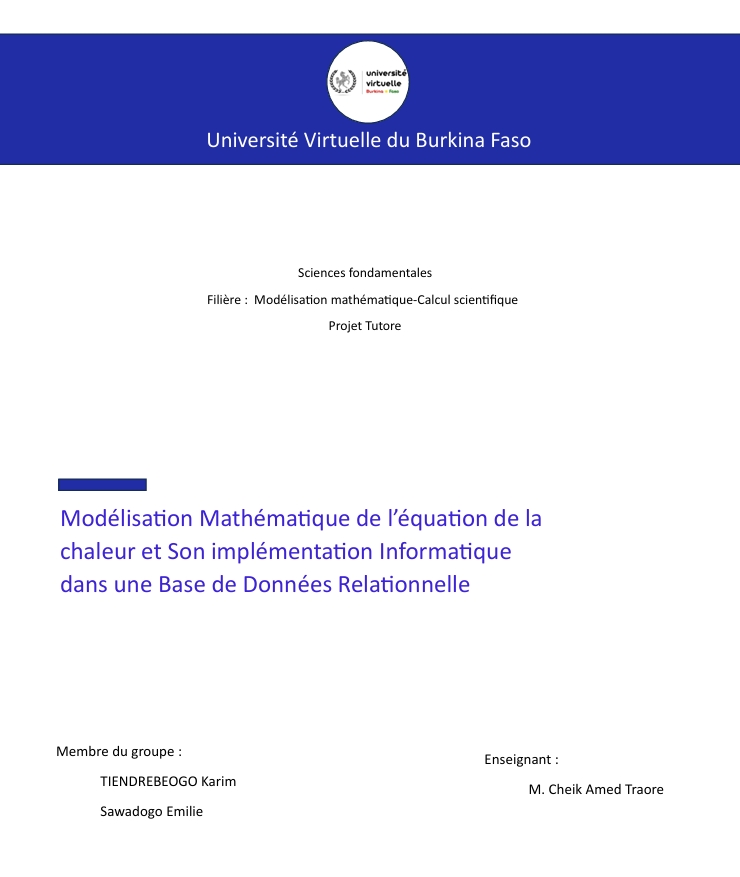 université
virtuelle
Burkina Faso
Université Virtuelle du Burkina Faso
Sciences fondamentales
Filière : Modélisation mathématique-Calcul scientifique
Projet Tutore
Modélisation Mathématique de l’équation de la
chaleur et Son implémentation Informatique
dans une Base de Données Relationnelle
Membre du groupe :
TIENDREBEOGO Karim
Sawadogo Emilie
Enseignant :
M. Cheik Amed Traore